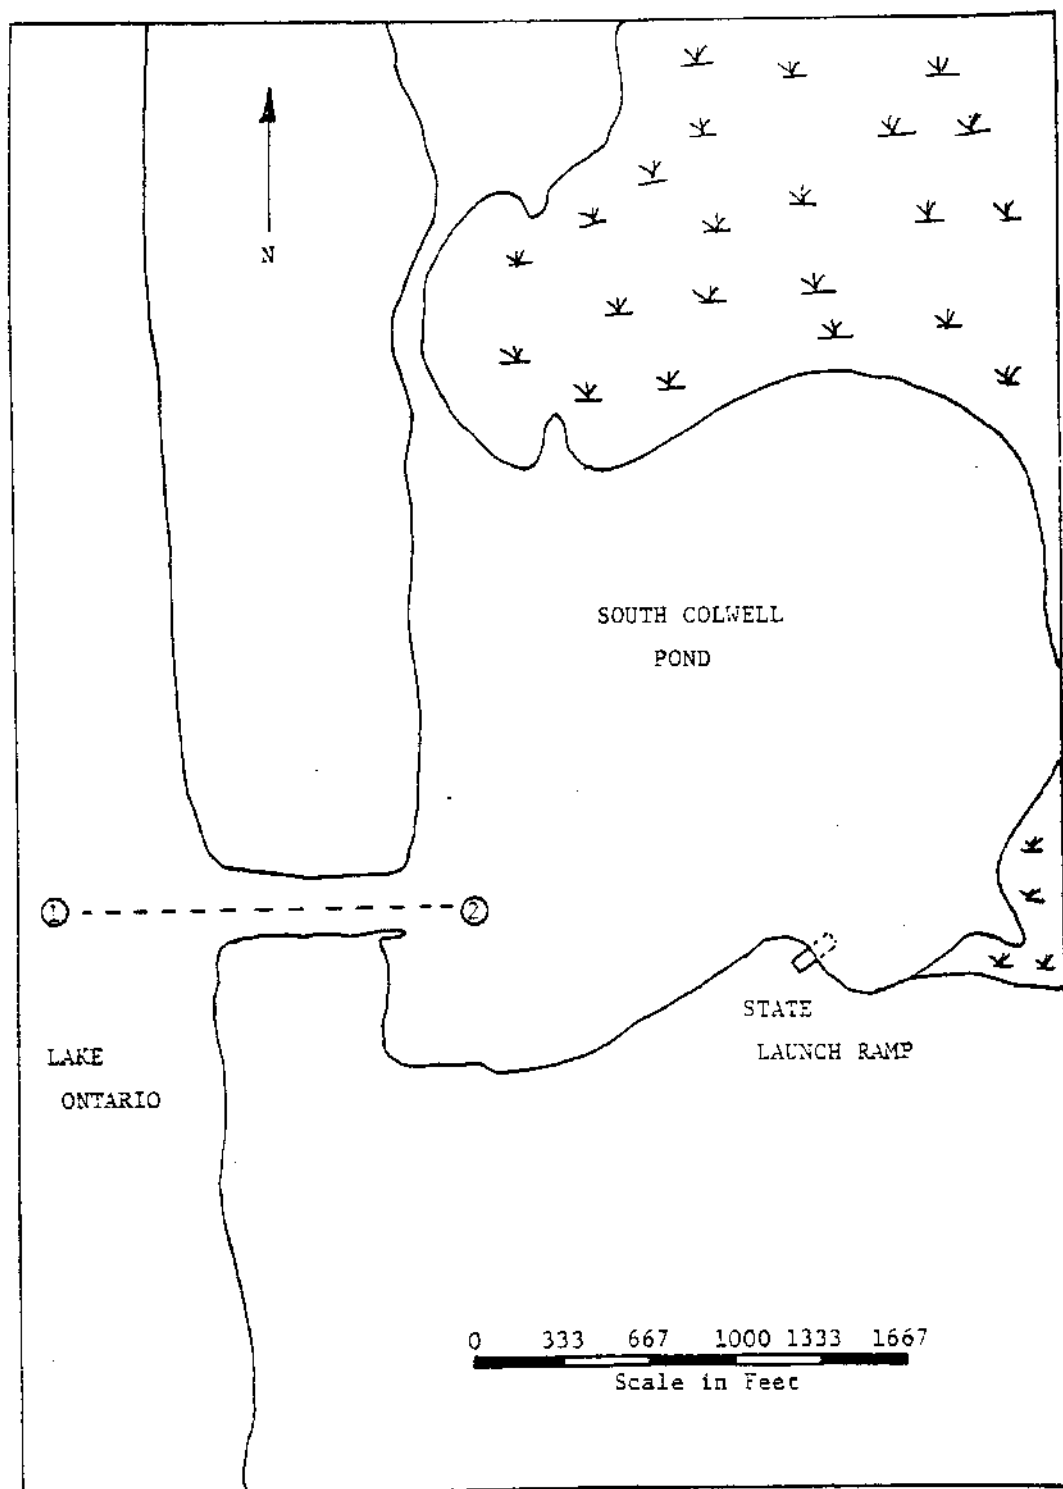 N
SOUTH COLWELL
POND
1
2
STATE
LAUNCH RAMP
LAKE
ONTARIO
0 333 667 1000 1333 1667
Scale in Feet